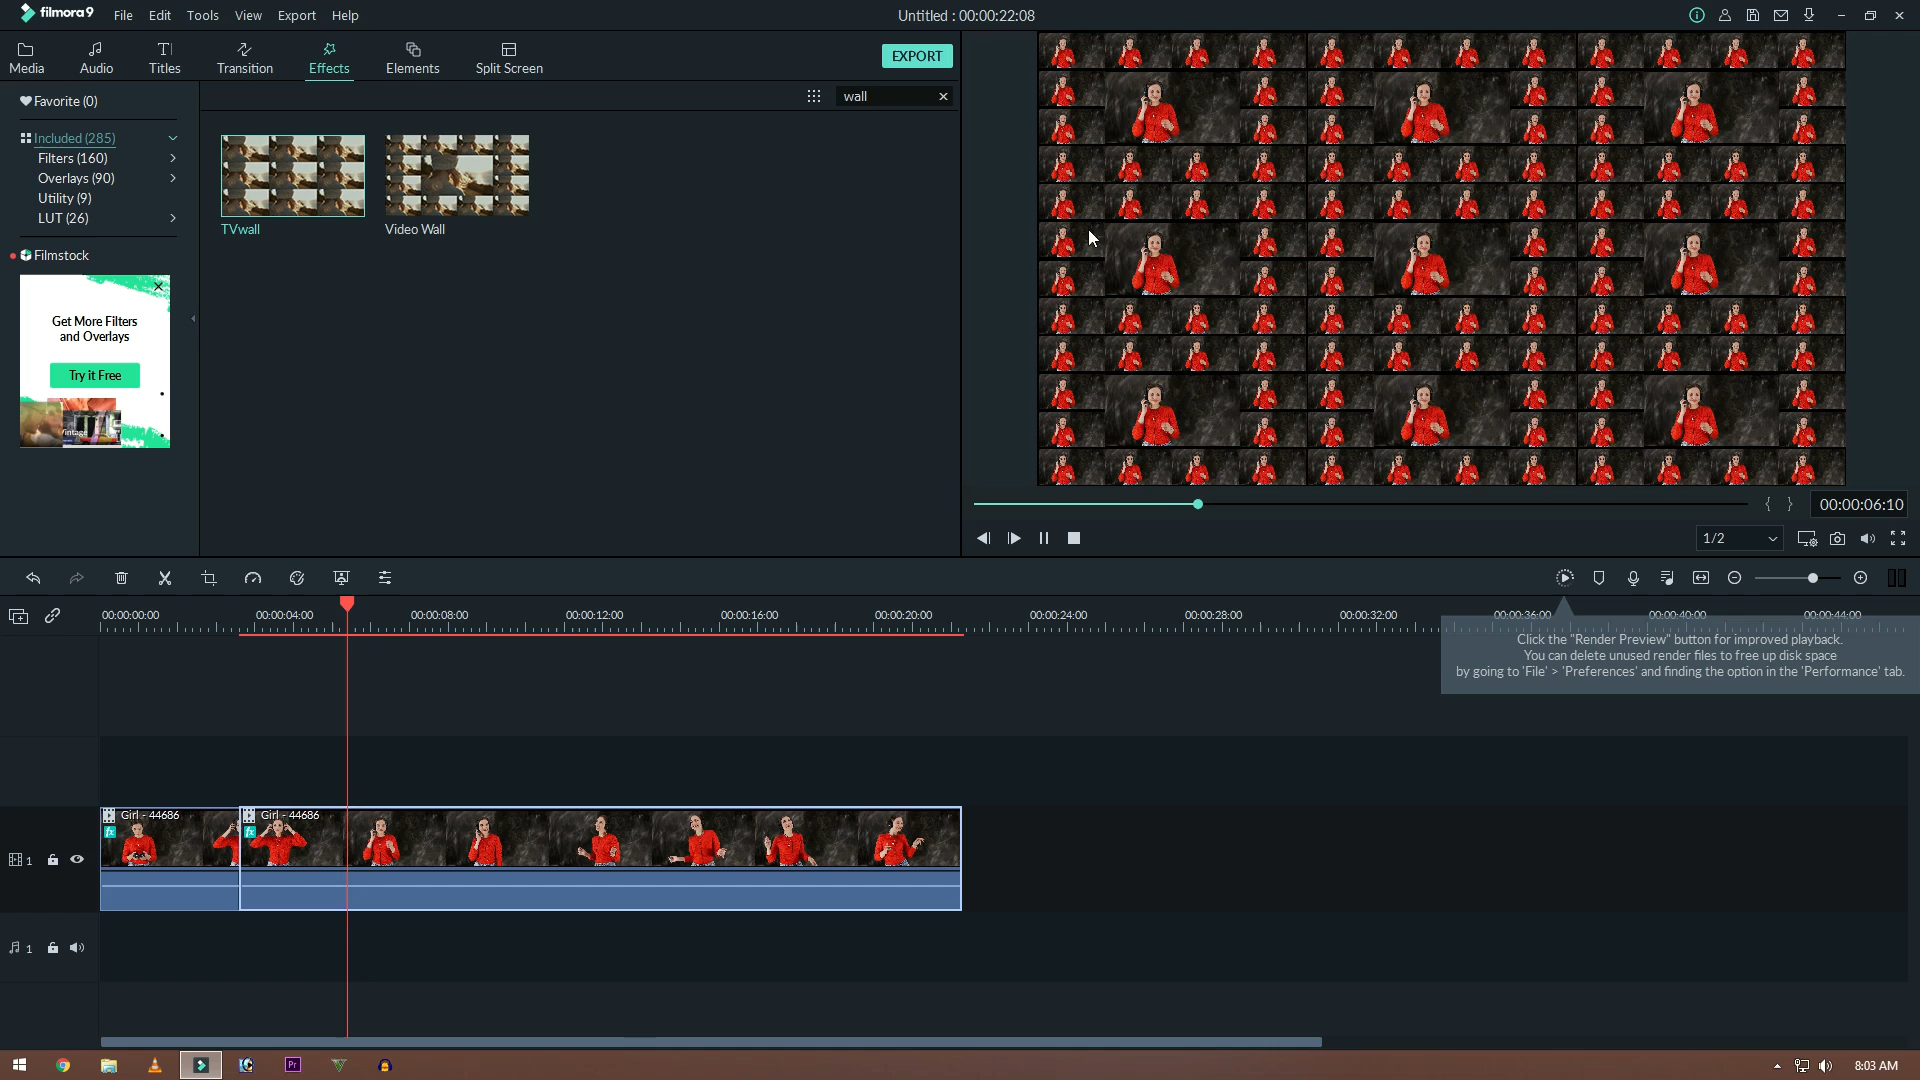 filmora9 File Edit Tools View Export Help Untitled : 00:00:22:08
Media Audio Titles Transition Effects Elements Split Screen EXPORT
Favorite (0) wall
Included (285)
Filters (160)
Overlays (90)
Utility (9)
LUT (26)
TVwall Video Wall
Filmstock
Get More Filters
and Overlays
Try it Free
00:00:06:10
1/2
00:00:00:00 00:00:04:00 00:00:08:00 00:00:12:00 00:00:16:00 00:00:20:00 00:00:24:00 00:00:28:00 00:00:32:00 00:00:36:00 00:00:40:00 00:00:44:00
Click the "Render Preview" button for improved playback.
You can delete unused render files to free up disk space
by going to 'File' > 'Preferences' and finding the option in the 'Performance' tab.
Girl - 44686 Girl - 44686
fx fx
1
1
Pr 8:03 AM